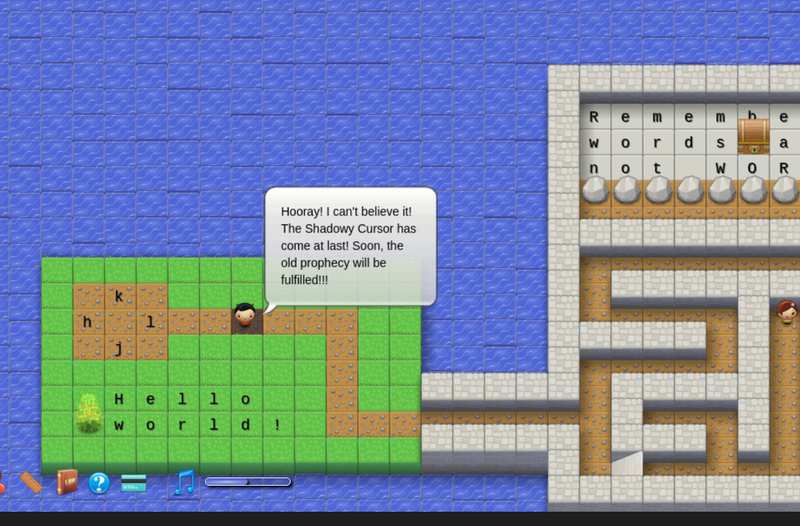 R e m e m b e
w o r d s a
n o t W O R
Hooray! I can't believe it!
The Shadowy Cursor has
come at last! Soon, the
old prophecy will be
fulfilled!!!
k
h l
j
H e l l o
w o r l d !